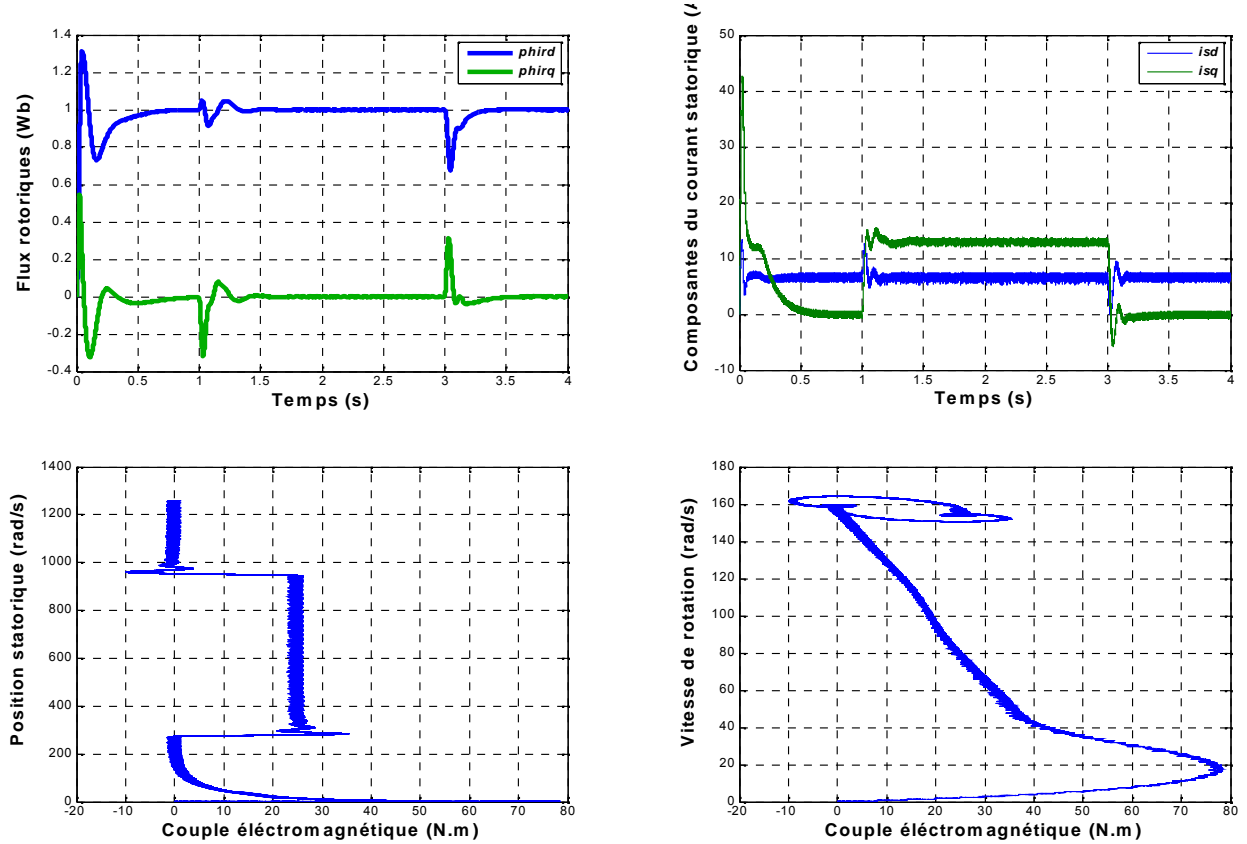 Flux rotoriques (Wb)
1.4
1.2
1
0.8
0.6
0.4
0.2
0
-0.2
-0.4
phird
phirq
0 0.5 1 1.5 2 2.5 3 3.5 4
Temps (s)
Composantes du courant statorique (
50
40
30
20
10
0
-10
isd
isq
0 0.5 1 1.5 2 2.5 3 3.5 4
Temps (s)
Position statorique (rad/s)
1400
1200
1000
800
600
400
200
0
-20 -10 0 10 20 30 40 50 60 70 80
Couple éléctromagnétique (N.m)
Vitesse de rotation (rad/s)
180
160
140
120
100
80
60
40
20
0
-20 -10 0 10 20 30 40 50 60 70 80
Couple éléctromagnétique (N.m)